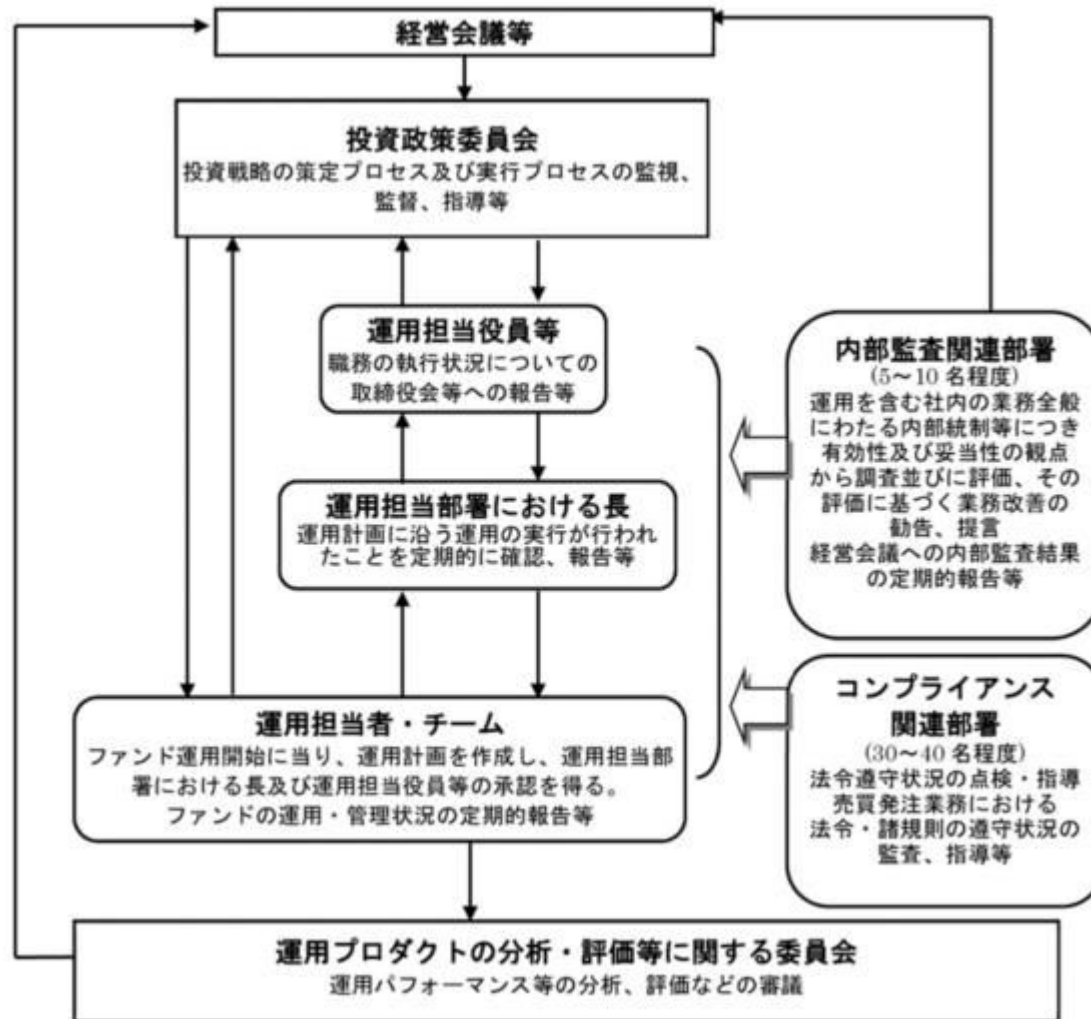 経営会議等
投資政策委員会
投資戦略の策定プロセス及び実行プロセスの監視、
監督、指導等
運用担当役員等
職務の執行状況についての
取締役会等への報告等
運用担当部署における長
運用計画に沿う運用の実行が行われ
たことを定期的に確認、報告等
運用担当者・チーム
ファンド運用開始に当り、運用計画を作成し、運用担当部
署における長及び運用担当役員等の承認を得る。
ファンドの運用・管理状況の定期的報告等
内部監査関連部署
(5～10 名程度)
運用を含む社内の業務全般
にわたる内部統制等につき
有効性及び妥当性の観点
から調査並びに評価、その
評価に基づく業務改善の
勧告、提言
経営会議への内部監査結果
の定期的報告等
コンプライアンス
関連部署
(30～40 名程度)
法令遵守状況の点検・指導
売買発注業務における
法令・諸規則の遵守状況の
監査、指導等
運用プロダクトの分析・評価等に関する委員会
運用パフォーマンス等の分析、評価などの審議